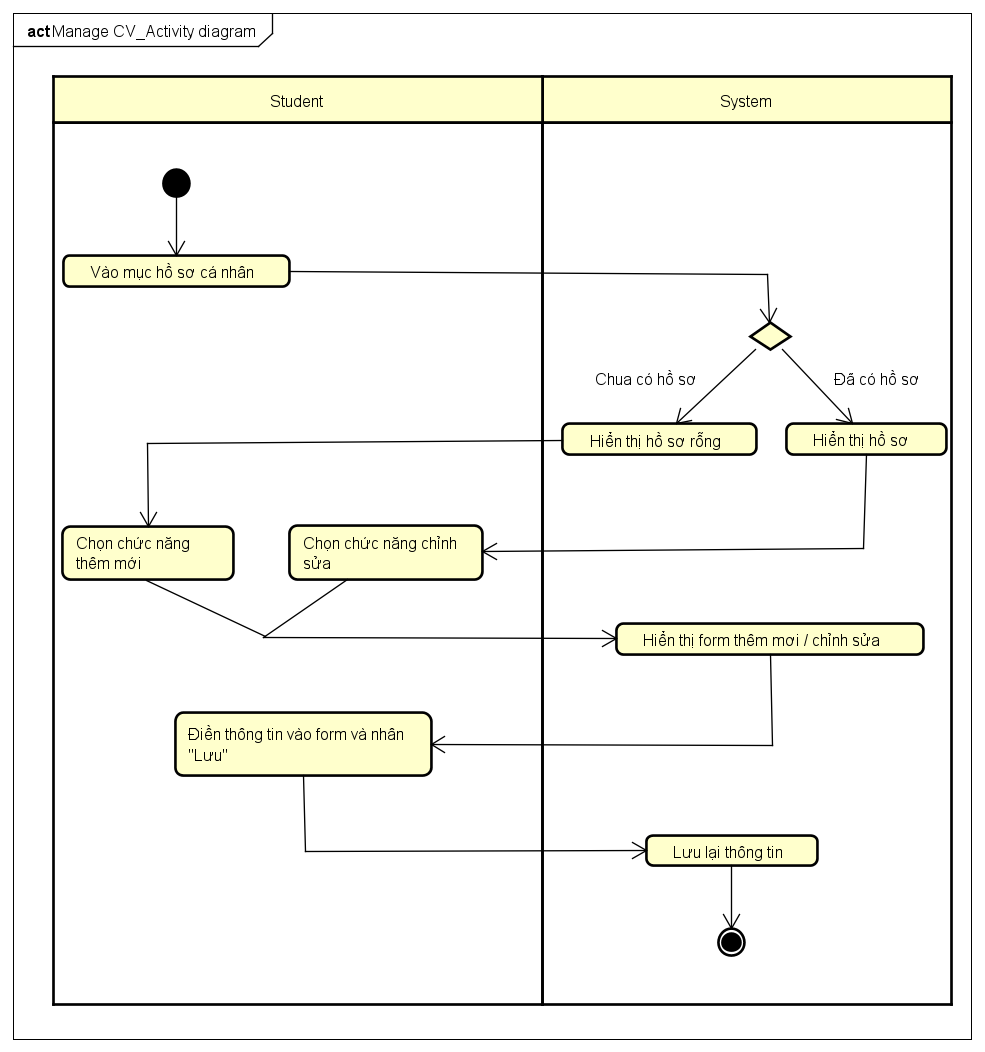 act Manage CV_Activity diagram
Student
System
Vào mục hồ sơ cá nhân
Chua có hồ sơ
Đã có hồ sơ
Hiển thị hồ sơ rỗng
Hiển thị hồ sơ
Chọn chức năng
thêm mới
Chọn chức năng chỉnh
sửa
Hiển thị form thêm mơi / chỉnh sửa
Điền thông tin vào form và nhân
"Lưu"
Lưu lại thông tin